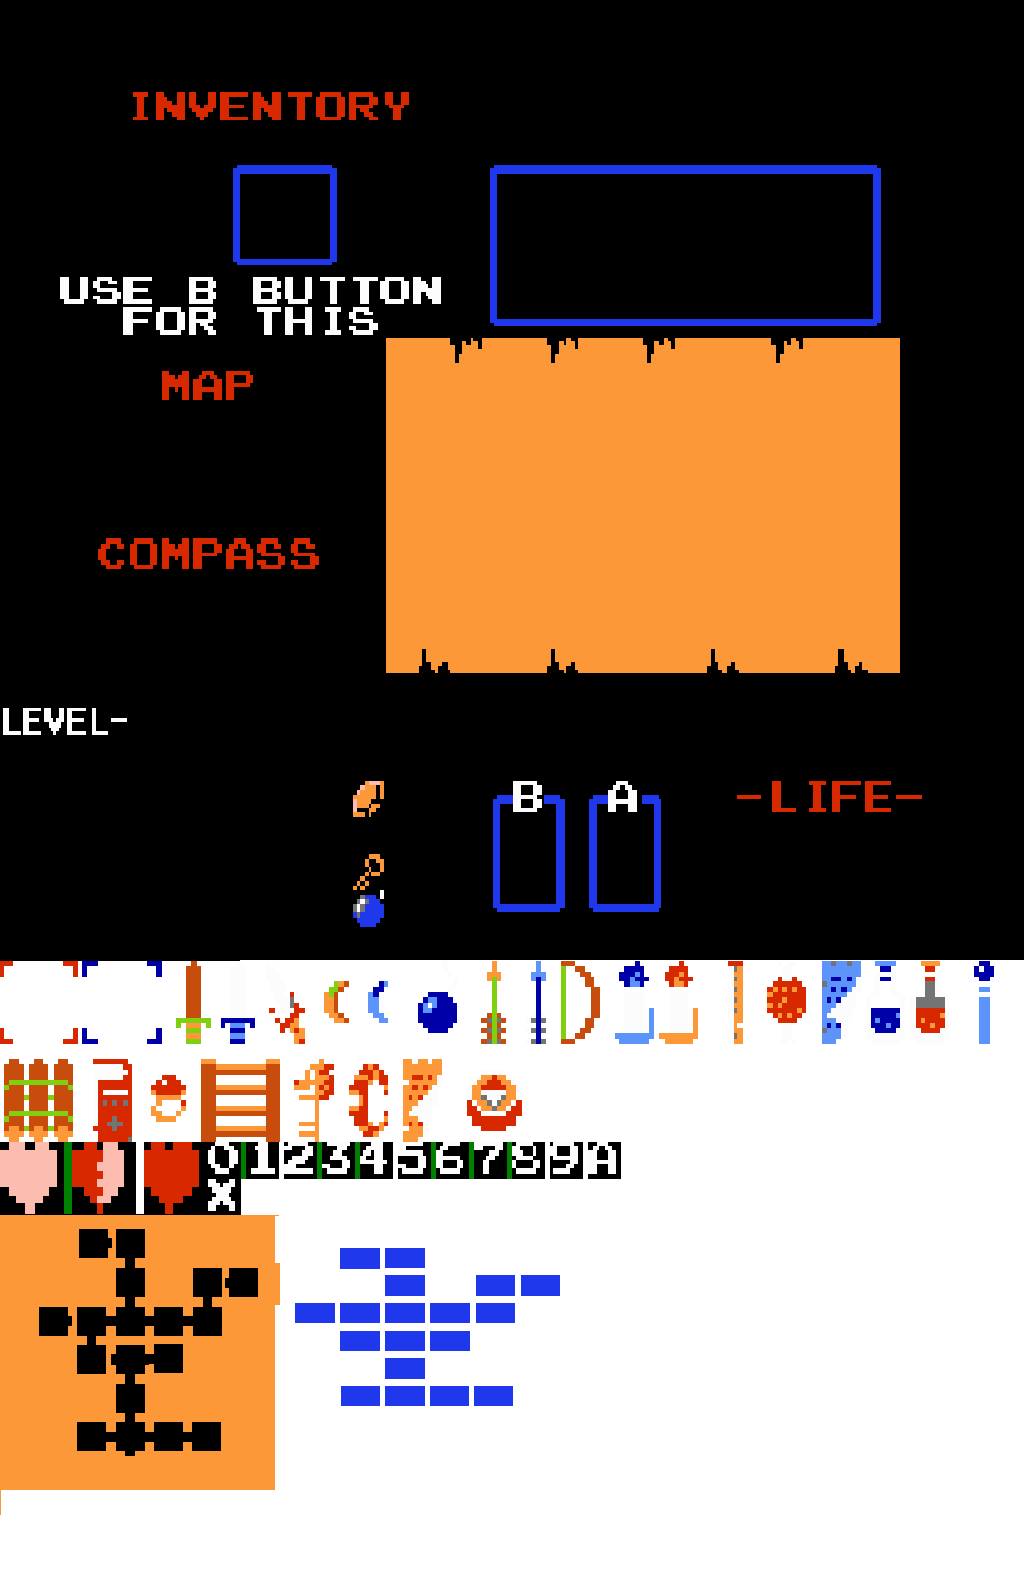 INVENTORY
USE B BUTTON
FOR THIS
MAP
COMPASS
LEVEL-
B A -LIFE-
0123456789A
X